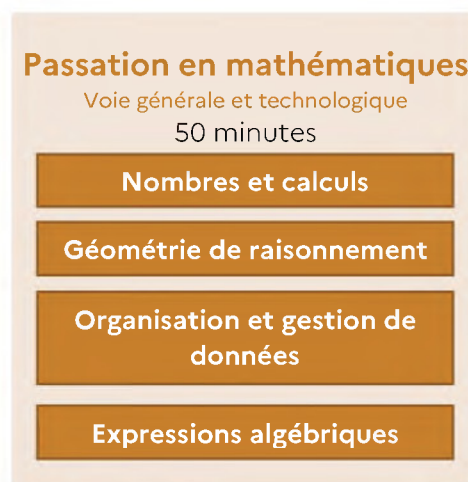 Passation en mathématiques
Voie générale et technologique
50 minutes
Nombres et calculs
Géométrie de raisonnement
Organisation et gestion de
données
Expressions algébriques